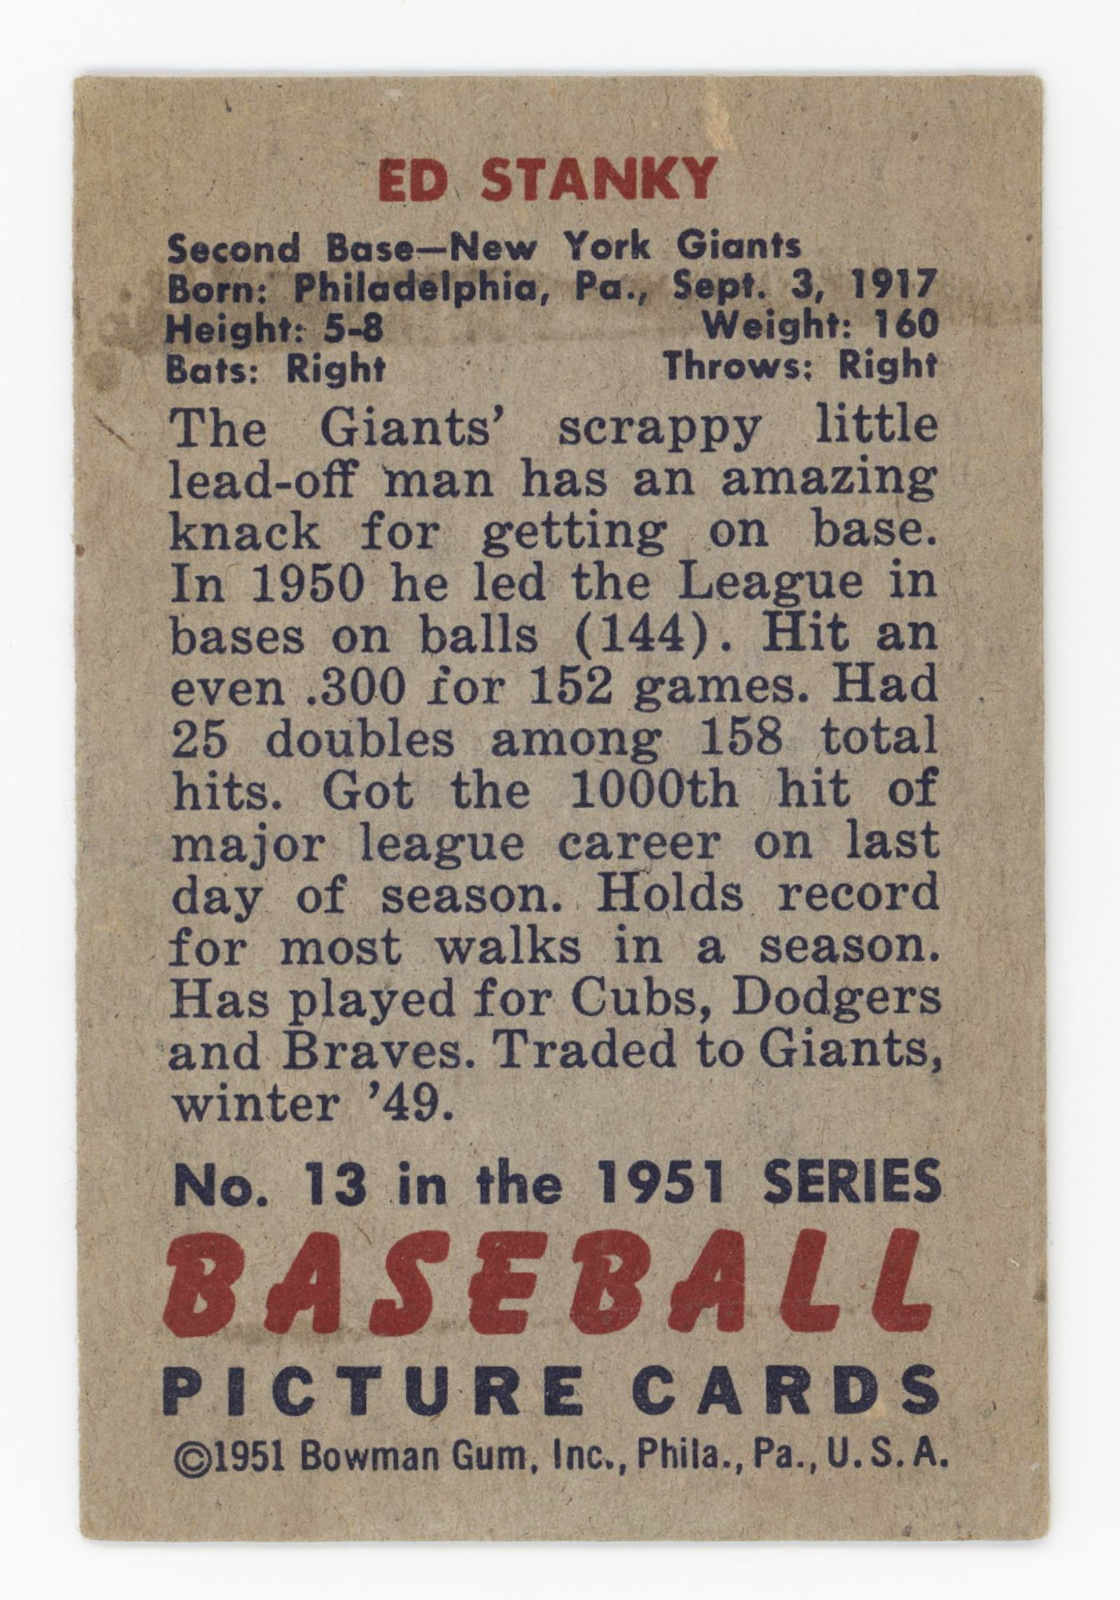 ED STANKY
Second Base—New York Giants
Born: Philadelphia, Pa., Sept. 3, 1917
Height: 5-8 Weight: 160
Bats: Right Throws: Right
The Giants' scrappy little
lead-off man has an amazing
knack for getting on base.
In 1950 he led the League in
bases on balls (144). Hit an
even .300 for 152 games. Had
25 doubles among 158 total
hits. Got the 1000th hit of
major league career on last
day of season. Holds record
for most walks in a season.
Has played for Cubs, Dodgers
and Braves. Traded to Giants,
winter '49.
No. 13 in the 1951 SERIES
BASEBALL
PICTURE CARDS
©1951 Bowman Gum, Inc., Phila., Pa., U. S. A.